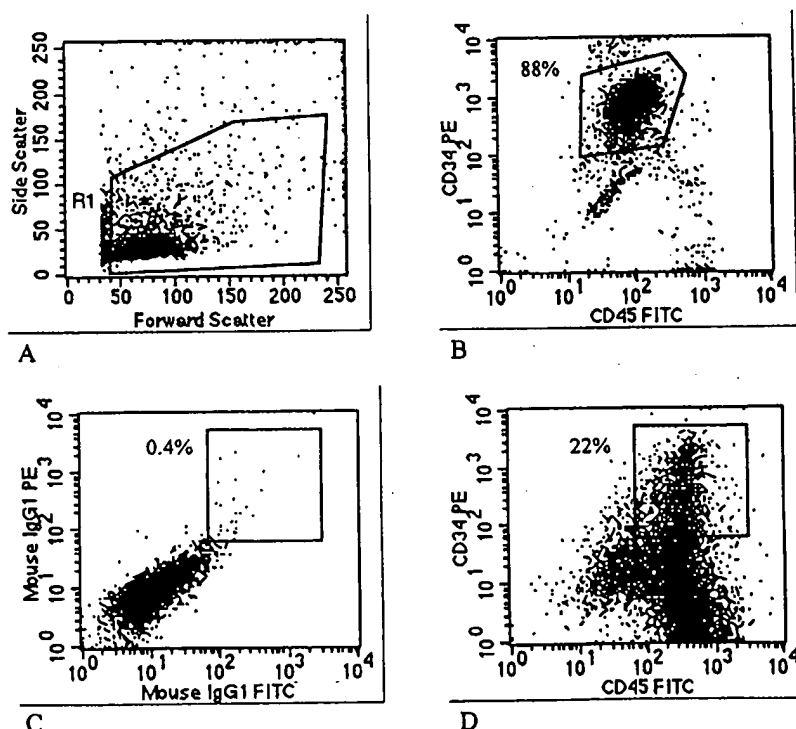 250
200
150
100
50
0
Side Scatter
R1
0 50 100 150 200 250
Forward Scatter
A
10^4
10^3
10^2
10^1
10^0
CD34 PE
88%
10^0 10^1 10^2 10^3 10^4
CD45 FITC
B
10^4
10^3
10^2
10^1
10^0
Mouse IgG1 PE
0.4%
10^0 10^1 10^2 10^3 10^4
Mouse IgG1 FITC
C
10^4
10^3
10^2
10^1
10^0
CD34 PE
22%
10^0 10^1 10^2 10^3 10^4
CD45 FITC
D